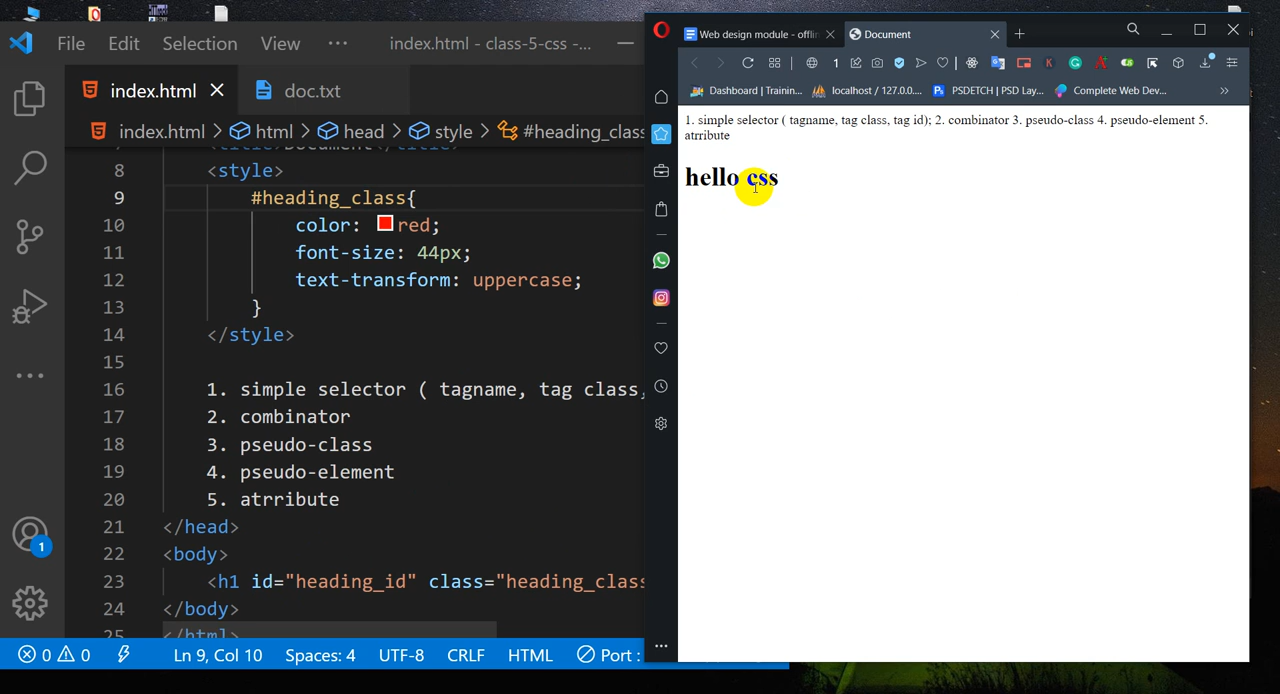 File Edit Selection View ··· index.html - class-5-css -...
index.html doc.txt
index.html > html > head > style > #heading_class
8 <style>
9 #heading_class{
10 color: red;
11 font-size: 44px;
12 text-transform: uppercase;
13 }
14 </style>
15
16 1. simple selector ( tagname, tag class,
17 2. combinator
18 3. pseudo-class
19 4. pseudo-element
20 5. atrribute
21 </head>
22 <body>
23 <h1 id="heading_id" class="heading_class
24 </body>
25 </html>
1
0 0 Ln 9, Col 10 Spaces: 4 UTF-8 CRLF HTML Port :
Web design module - offlin Document
1
Dashboard | Trainin... localhost / 127.0.0.... PSDETCH | PSD Lay... Complete Web Dev...
1. simple selector ( tagname, tag class, tag id); 2. combinator 3. pseudo-class 4. pseudo-element 5.
atrribute
hello css